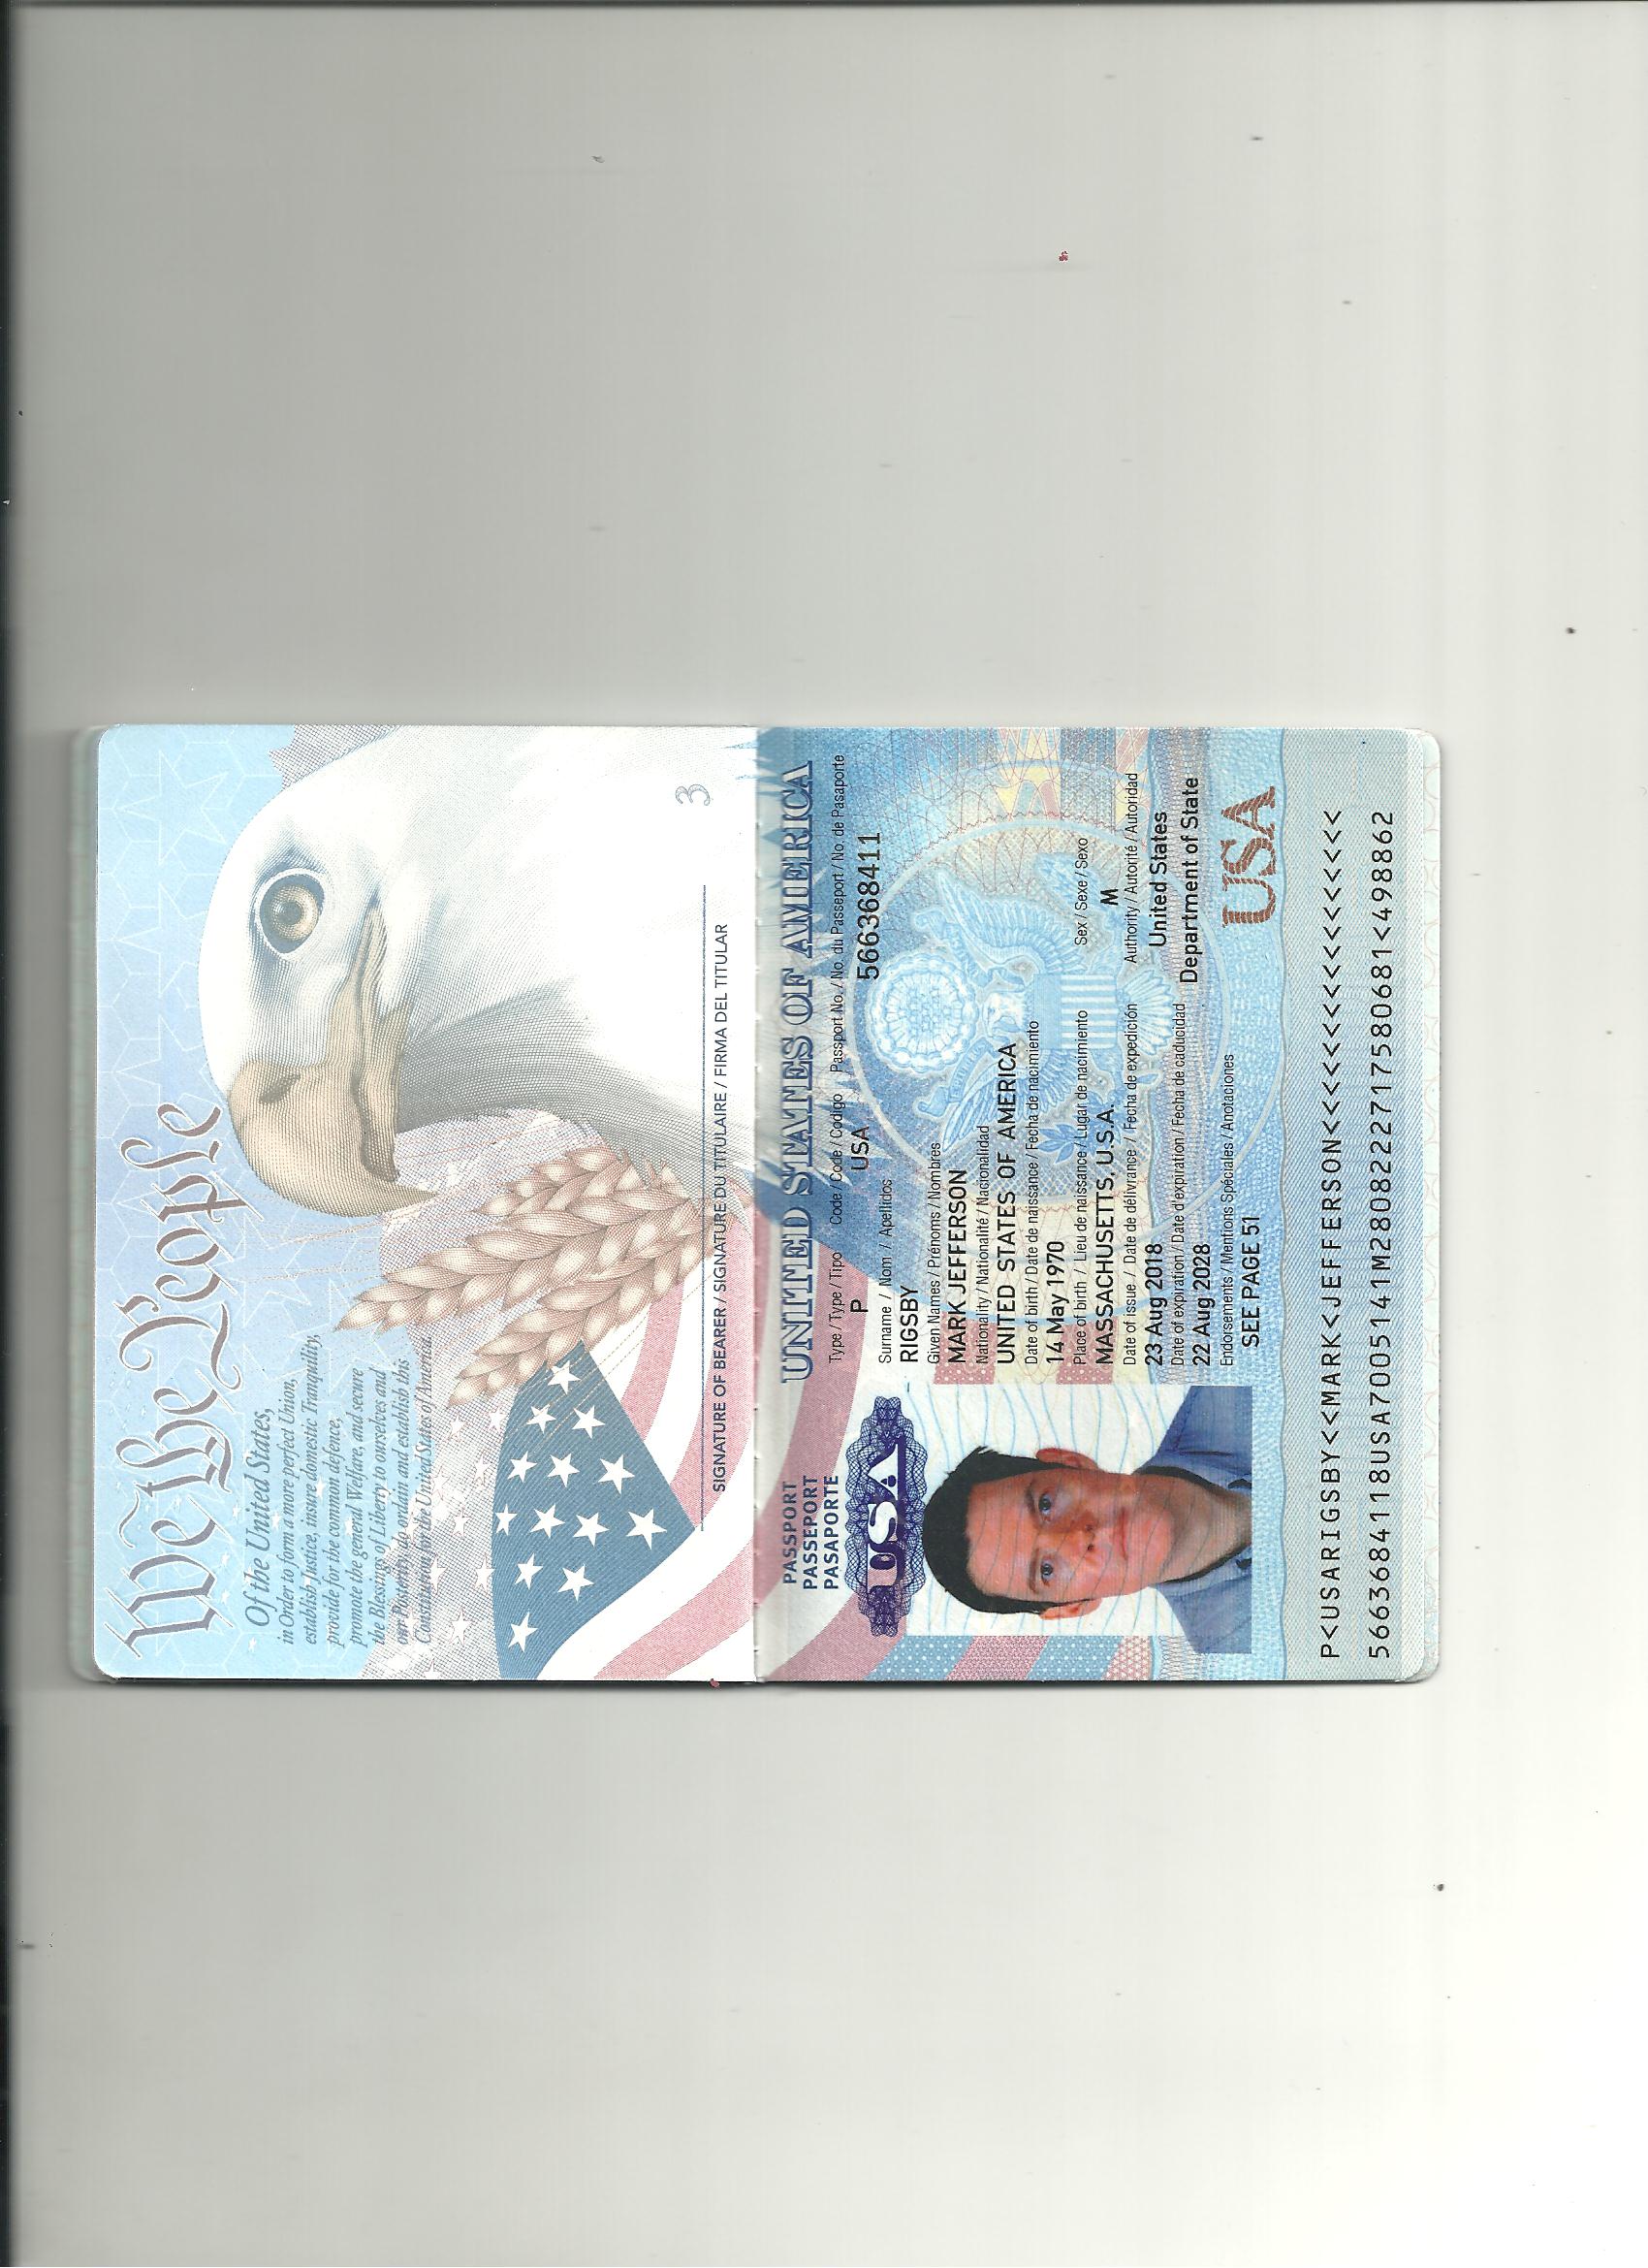 We the People
Of the United States,
in Order to form a more perfect Union,
establish Justice, insure domestic Tranquility,
provide for the common defence,
promote the general Welfare, and secure
the Blessings of Liberty to ourselves and
our Posterity, do ordain and establish this
Constitution for the United States of America.
3
SIGNATURE OF BEARER / SIGNATURE DU TITULAIRE / FIRMA DEL TITULAR
PASSPORT
PASSEPORT
PASAPORTE
USA
UNITED STATES OF AMERICA
Type / Type / Tipo Code / Code / Codigo Passport No. / No. du Passeport / No. de Pasaporte
P USA 566368411
Surname / Nom / Apellidos
RIGSBY
Given Names / Prénoms / Nombres
MARK JEFFERSON
Nationality / Nationalité / Nacionalidad
UNITED STATES OF AMERICA
Date of birth / Date de naissance / Fecha de nacimiento
14 May 1970
Place of birth / Lieu de naissance / Lugar de nacimiento Sex / Sexe / Sexo
MASSACHUSETTS, U.S.A. M
Date of issue / Date de délivrance / Fecha de expedición Authority / Autorité / Autoridad
23 Aug 2018 United States
Date of expiration / Date d'expiration / Fecha de caducidad Department of State
22 Aug 2028
Endorsements / Mentions Spéciales / Anotaciones
SEE PAGE 51
USA
P<USARIGSBY<<MARK<JEFFERSON<<<<<<<<<<<<<<<<<
5663684118USA7005141M2808222717580681<498862